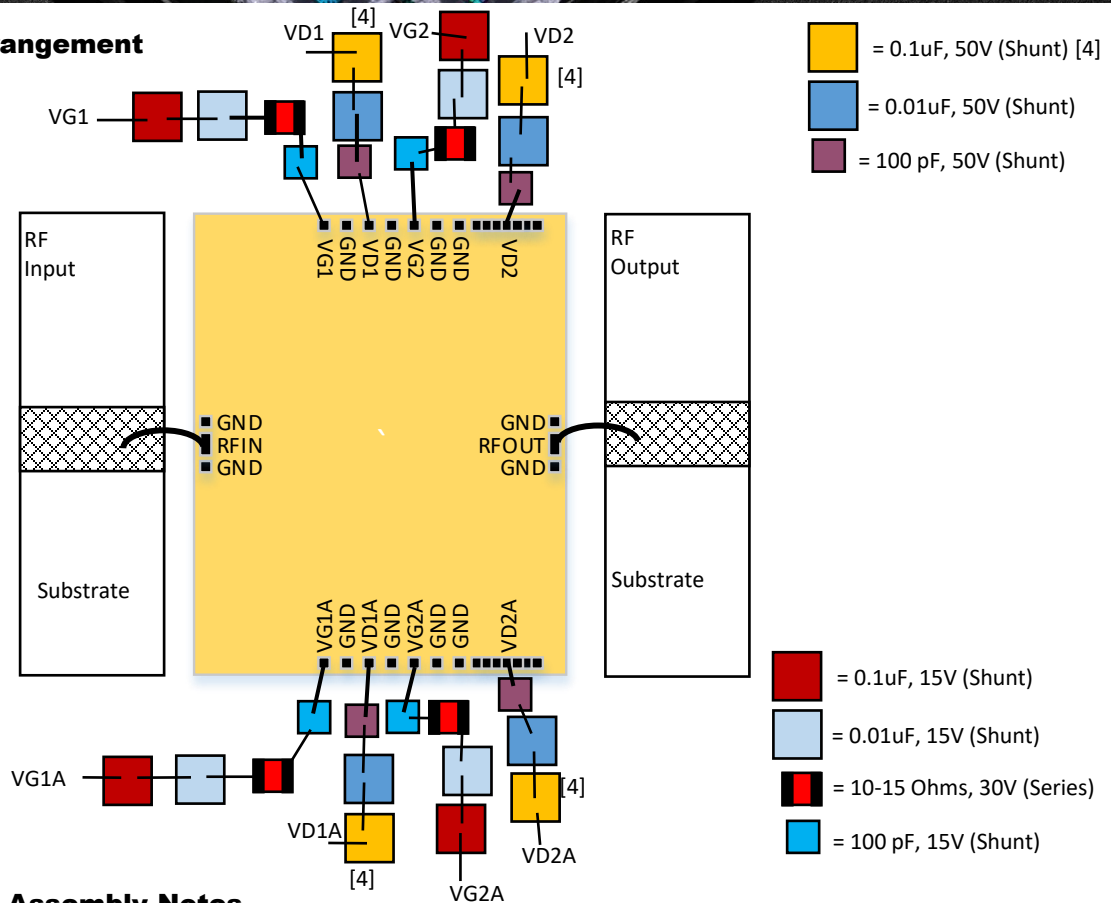 angement
[4]
VD1
VG2
VD2
[4]
VG1
= 0.1uF, 50V (Shunt) [4]
= 0.01uF, 50V (Shunt)
= 100 pF, 50V (Shunt)
RF
Input
VG1
GND
VD1
GND
VG2
GND
GND
VD2
RF
Output
GND
RFIN
GND
GND
RFOUT
GND
Substrate
Substrate
VG1A
GND
VD1A
GND
VG2A
GND
GND
VD2A
VG1A
VD1A
[4]
VG2A
[4]
VD2A
= 0.1uF, 15V (Shunt)
= 0.01uF, 15V (Shunt)
= 10-15 Ohms, 30V (Series)
= 100 pF, 15V (Shunt)
Assembly Notes